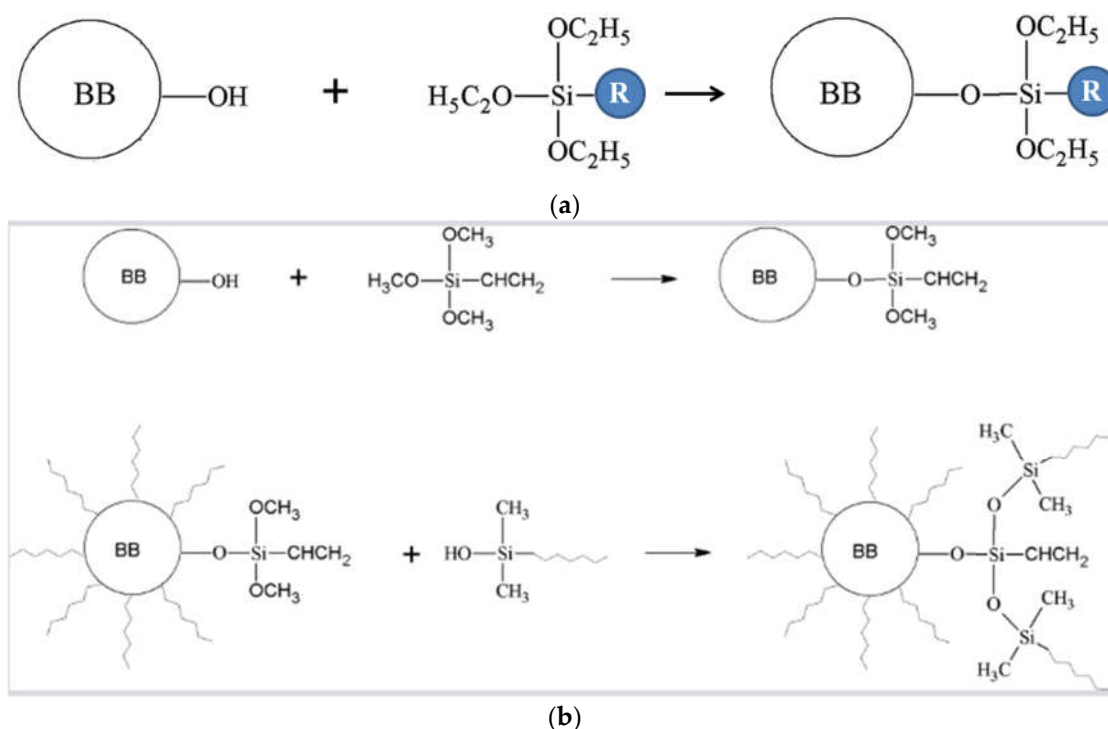 BB
OH
+
OC₂H₅
H₅C₂O
Si
R
OC₂H₅
BB
O
OC₂H₅
Si
R
OC₂H₅
(a)
BB
OH
+
OCH₃
H₃CO
Si
CHCH₂
OCH₃
BB
O
OCH₃
Si
CHCH₂
OCH₃
BB
O
OCH₃
Si
CHCH₂
OCH₃
+
CH₃
HO
Si
CH₃
BB
O
H₃C
Si
CH₃
O
Si
CHCH₂
O
CH₃
Si
H₃C
(b)